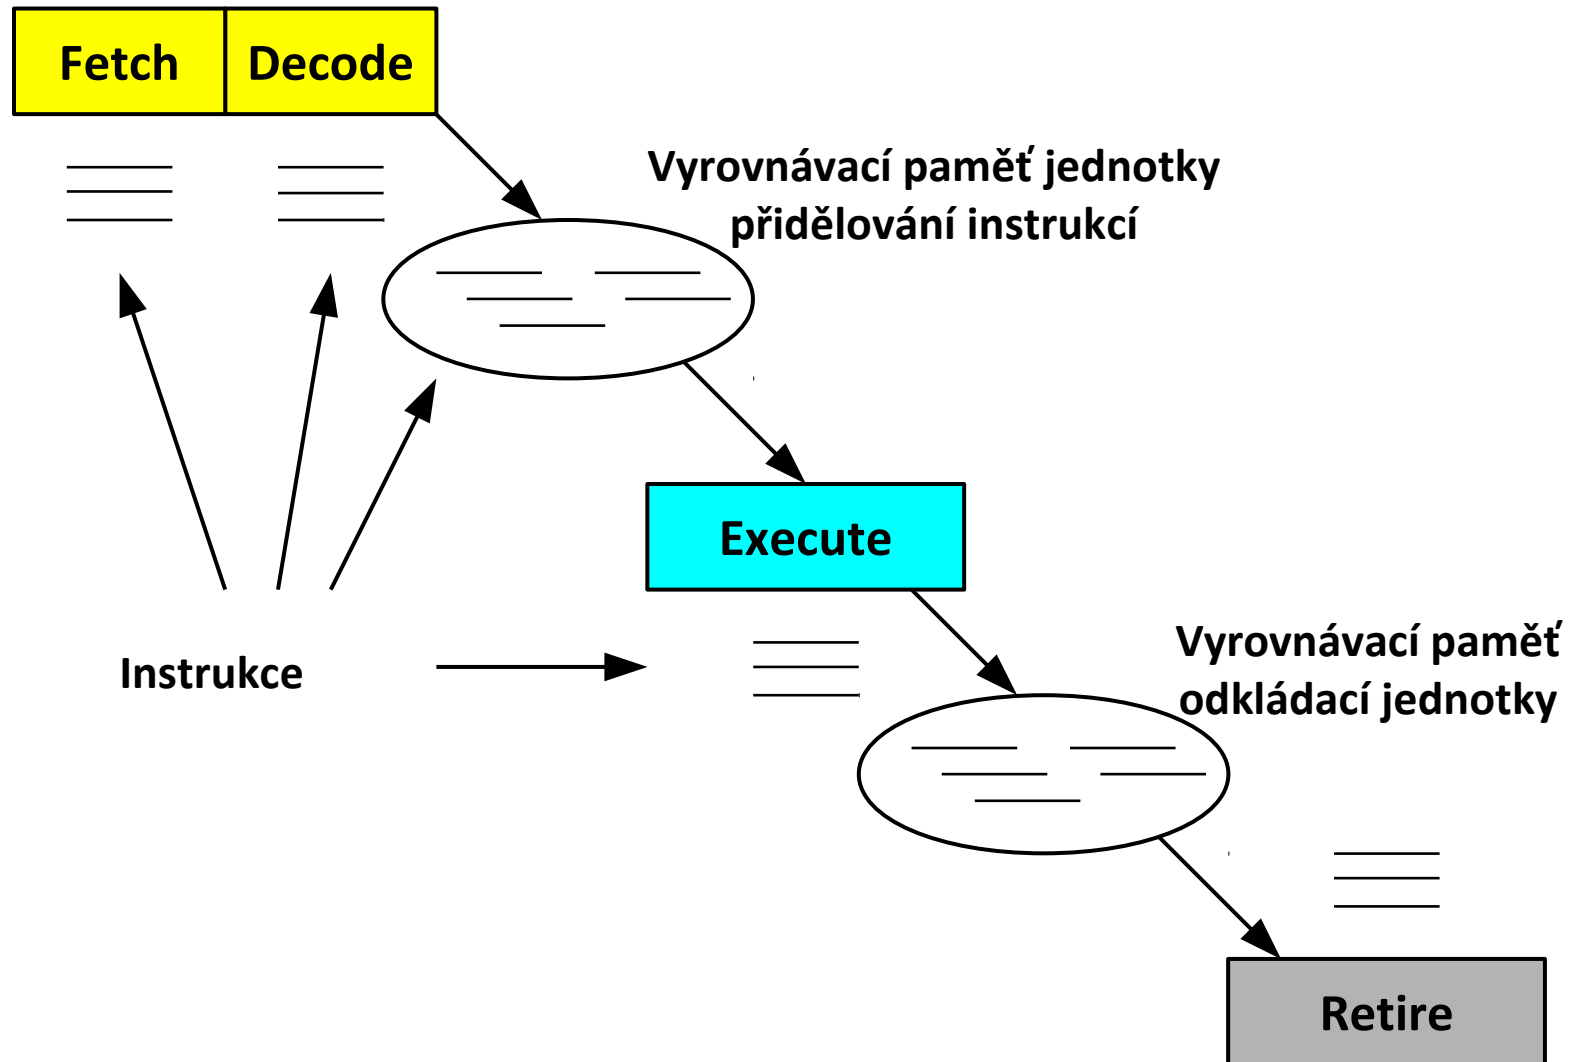 Fetch
Decode
Vyrovnávací paměť jednotky
přidělování instrukcí
Execute
Instrukce
Vyrovnávací paměť
odkládací jednotky
Retire